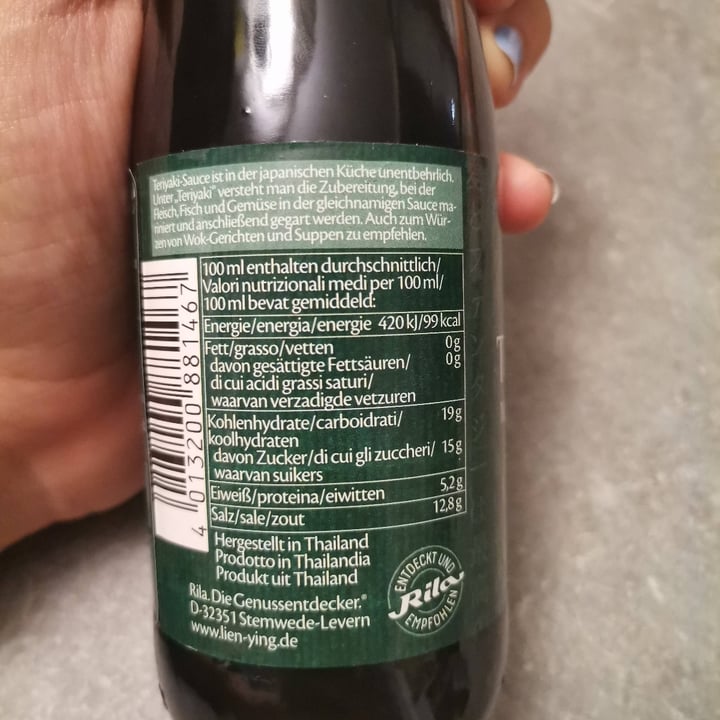 Teriyaki-Sauce ist in der japanischen Küche unentbehrlich.
Unter „Teriyaki" versteht man die Zubereitung, bei der
Fleisch, Fisch und Gemüse in der gleichnamigen Sauce ma-
riniert und anschließend gegart werden. Auch zum Wür-
zen von Wok-Gerichten und Suppen zu empfehlen.
100 ml enthalten durchschnittlich/
Valori nutrizionali medi per 100 ml/
100 ml bevat gemiddeld:
Energie/energia/energie 420 kJ/99 kcal
Fett/grasso/vetten 0g
davon gesättigte Fettsäuren/ 0g
di cui acidi grassi saturi/
waarvan verzadigde vetzuren
Kohlenhydrate/carboidrati/ 19g
koolhydraten
davon Zucker/di cui gli zuccheri/ 15g
waarvan suikers
Eiweiß/proteina/eiwitten 5,2g
Salz/sale/zout 12,8g
4 013200 881467
Hergestellt in Thailand
Prodotto in Thailandia
Produkt uit Thailand
Rila. Die Genussentdecker.®
D-32351 Stemwede-Levern
www.lien-ying.de
ENTDECKT UND
Rila
EMPFOHLEN